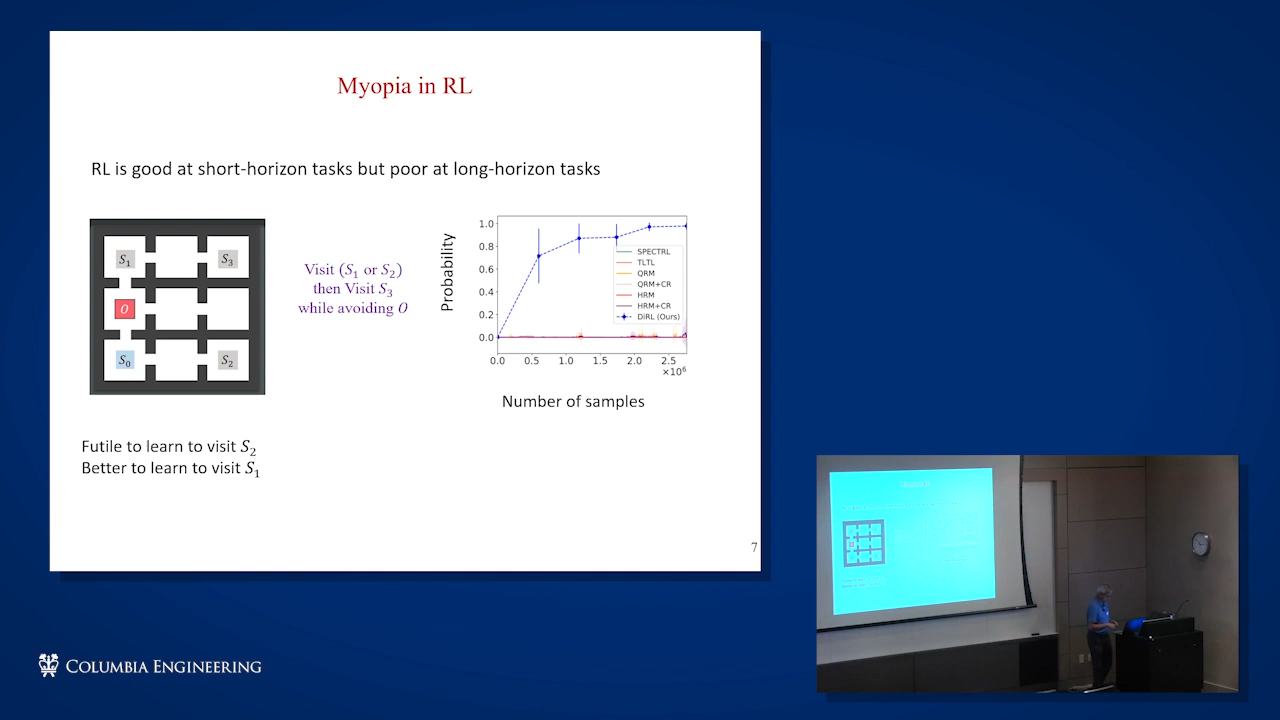 Myopia in RL
RL is good at short-horizon tasks but poor at long-horizon tasks
S₁
S₃
O
S₀
S₂
Visit (S₁ or S₂)
then Visit S₃
while avoiding O
Probability
1.0
0.8
0.6
0.4
0.2
0.0
SPECTRL
TLTL
QRM
QRM+CR
HRM
HRM+CR
DiRL (Ours)
0.0 0.5 1.0 1.5 2.0 2.5
×10⁶
Number of samples
Futile to learn to visit S₂
Better to learn to visit S₁
7
COLUMBIA ENGINEERING